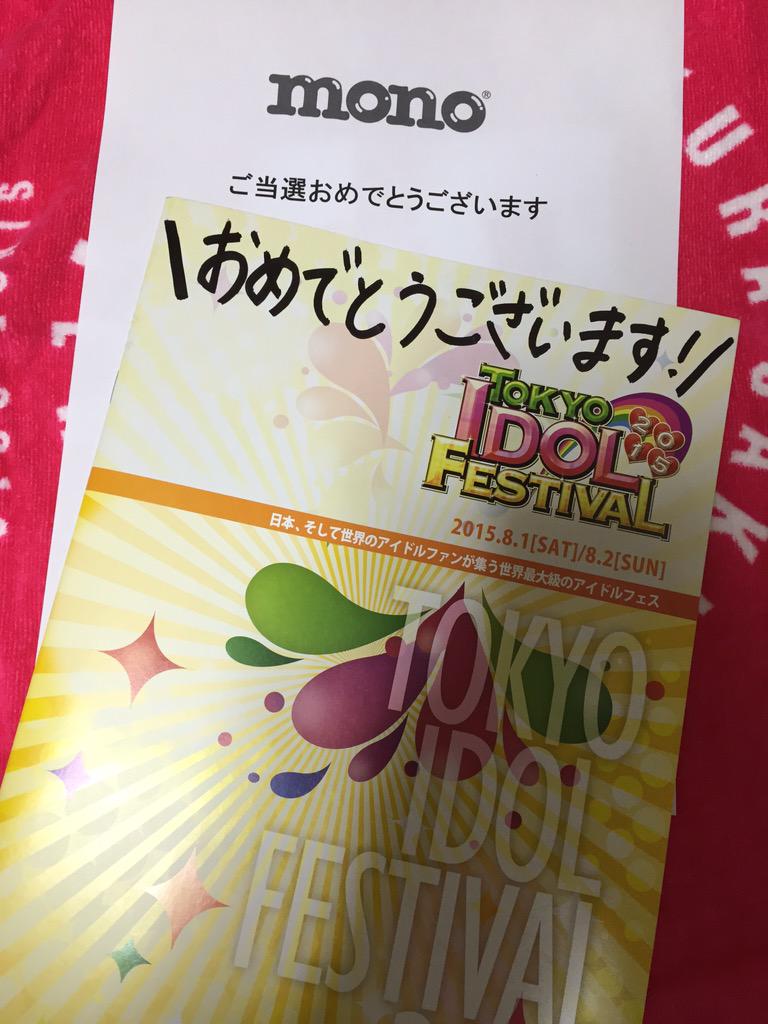 mono®
ご当選おめでとうございます
\おめでとうございます!/
TOKYO
IDOL
2015
FESTIVAL
2015.8.1[SAT]/8.2[SUN]
日本、そして世界のアイドルファンが集う世界最大級のアイドルフェス
TOKYO
IDOL
FESTIVAL